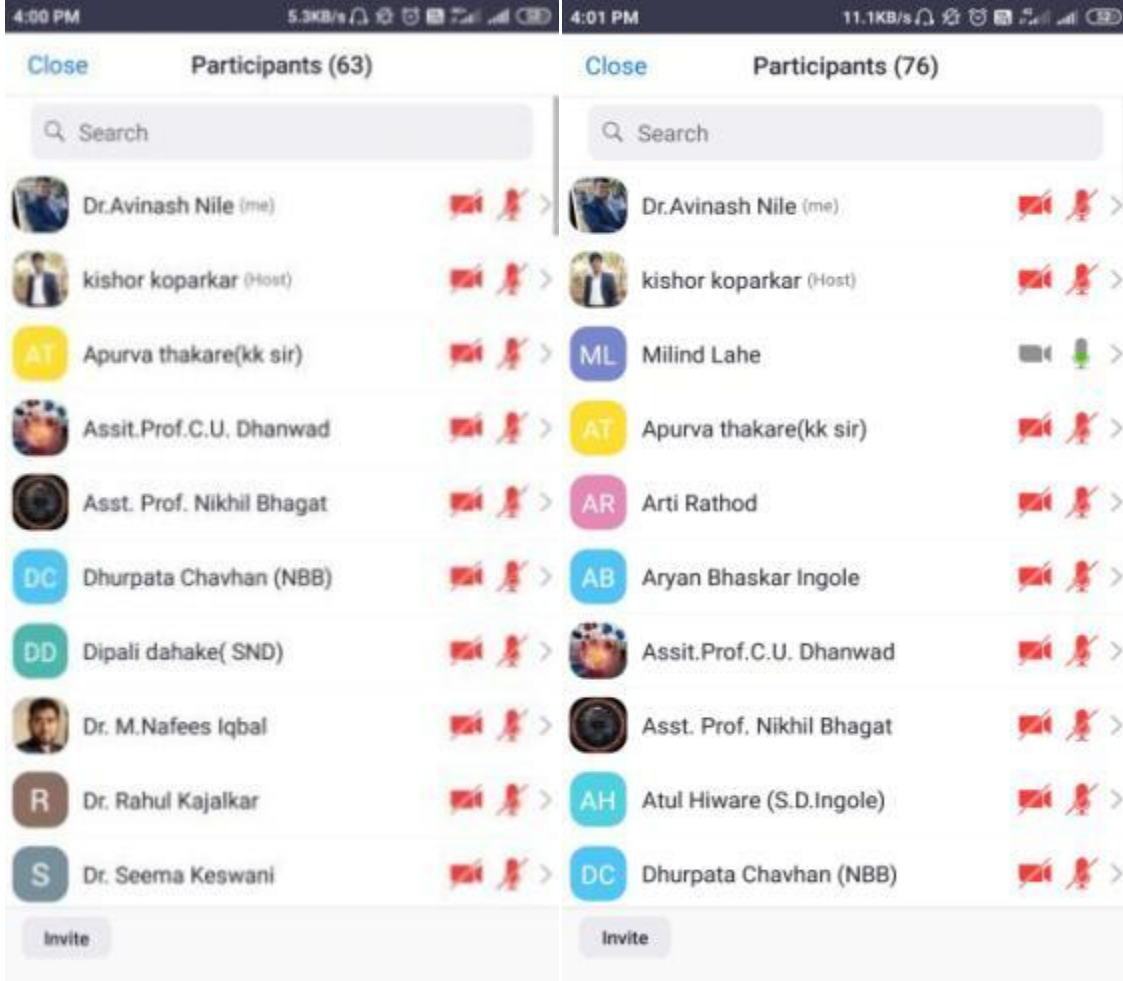 4:00 PM 5.3KB/s
Close Participants (63)
Search
Dr.Avinash Nile (me)
kishor koparkar (Host)
AT Apurva thakare(kk sir)
Assit.Prof.C.U. Dhanwad
Asst. Prof. Nikhil Bhagat
DC Dhurpata Chavhan (NBB)
DD Dipali dahake( SND)
Dr. M.Nafees Iqbal
R Dr. Rahul Kajalkar
S Dr. Seema Keswani
Invite
4:01 PM 11.1KB/s 52
Close Participants (76)
Search
Dr.Avinash Nile (me)
kishor koparkar (Host)
ML Milind Lahe
AT Apurva thakare(kk sir)
AR Arti Rathod
AB Aryan Bhaskar Ingole
Assit.Prof.C.U. Dhanwad
Asst. Prof. Nikhil Bhagat
AH Atul Hiware (S.D.Ingole)
DC Dhurpata Chavhan (NBB)
Invite